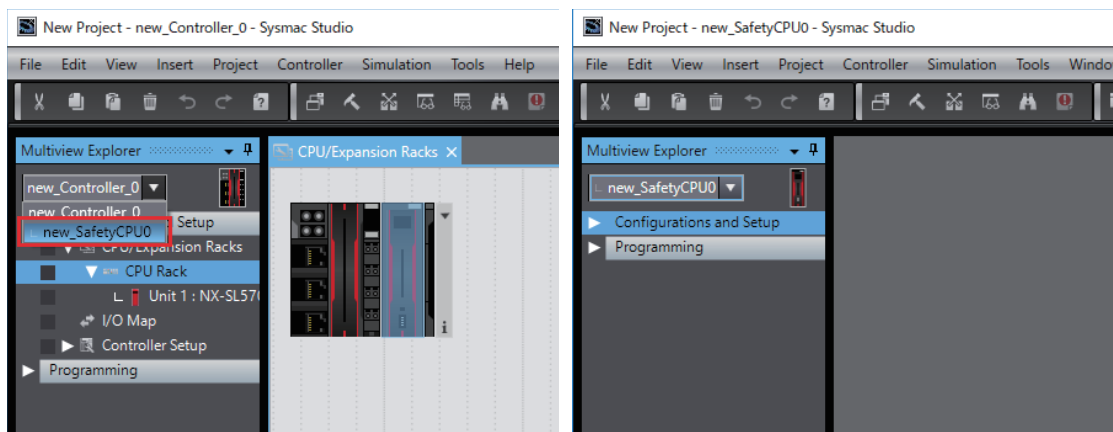 New Project - new_Controller_0 - Sysmac Studio
File Edit View Insert Project Controller Simulation Tools Help
Multiview Explorer
CPU/Expansion Racks
new_Controller_0
new_Controller_0
new_SafetyCPU0
Setup
CPU/Expansion Racks
CPU Rack
Unit 1 : NX-SL570
I/O Map
Controller Setup
Programming
New Project - new_SafetyCPU0 - Sysmac Studio
File Edit View Insert Project Controller Simulation Tools Windo
Multiview Explorer
new_SafetyCPU0
Configurations and Setup
Programming